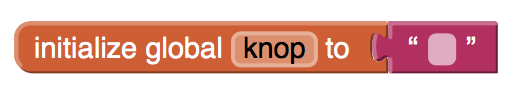 initialize global knop to “ ”